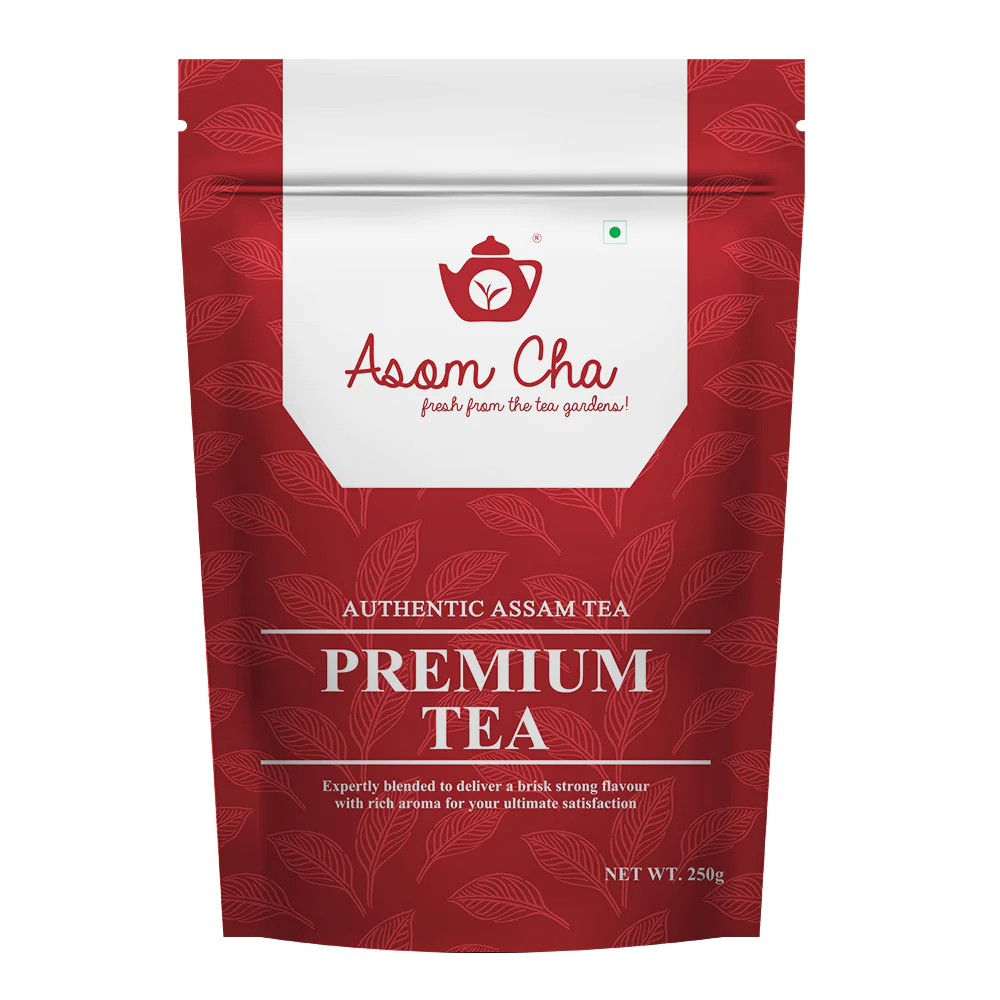 ®
Asom Cha
fresh from the tea gardens!
AUTHENTIC ASSAM TEA
PREMIUM
TEA
Expertly blended to deliver a brisk strong flavour
with rich aroma for your ultimate satisfaction
NET WT. 250g